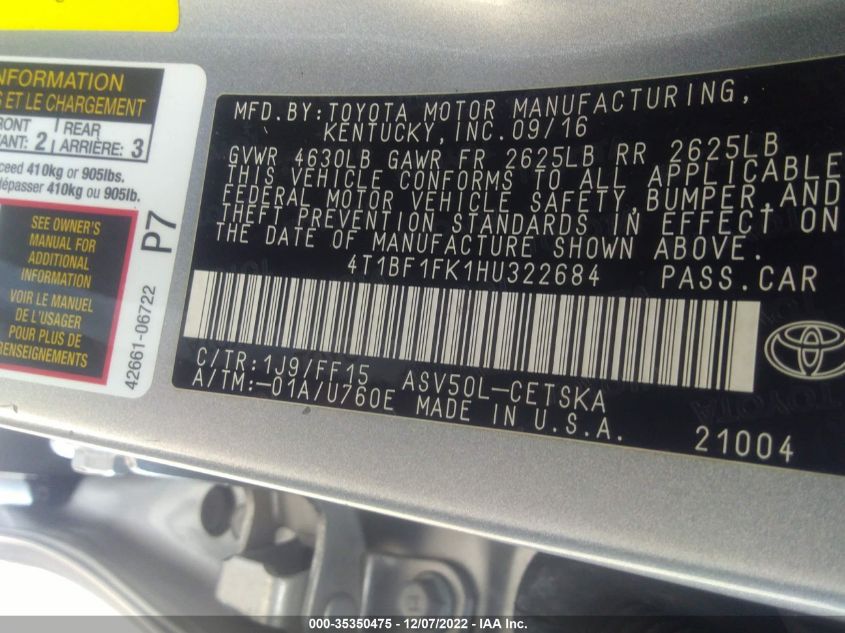 NFORMATION
S ET LE CHARGEMENT
FRONT 2 REAR 3
VANT: ARRIÈRE:
ceed 410kg or 905lbs.
dépasser 410kg ou 905lb.
SEE OWNER'S
MANUAL FOR
ADDITIONAL
INFORMATION
VOIR LE MANUEL
DE L'USAGER
POUR PLUS DE
RENSEIGNEMENTS
P7
42661-06722
MFD.BY:TOYOTA MOTOR MANUFACTURING,
KENTUCKY,INC.09/16
GVWR 4630LB GAWR FR 2625LB RR 2625LB
THIS VEHICLE CONFORMS TO ALL APPLICABLE
FEDERAL MOTOR VEHICLE SAFETY,BUMPER,AND
THEFT PREVENTION STANDARDS IN EFFECT ON
THE DATE OF MANUFACTURE SHOWN ABOVE.
4T1BF1FK1HU322684 PASS.CAR
C/TR:1J9/FF15 ASV50L-CETSKA
A/TM:-01A/U760E MADE IN U.S.A.
21004
000-35350475 - 12/07/2022 - IAA Inc.